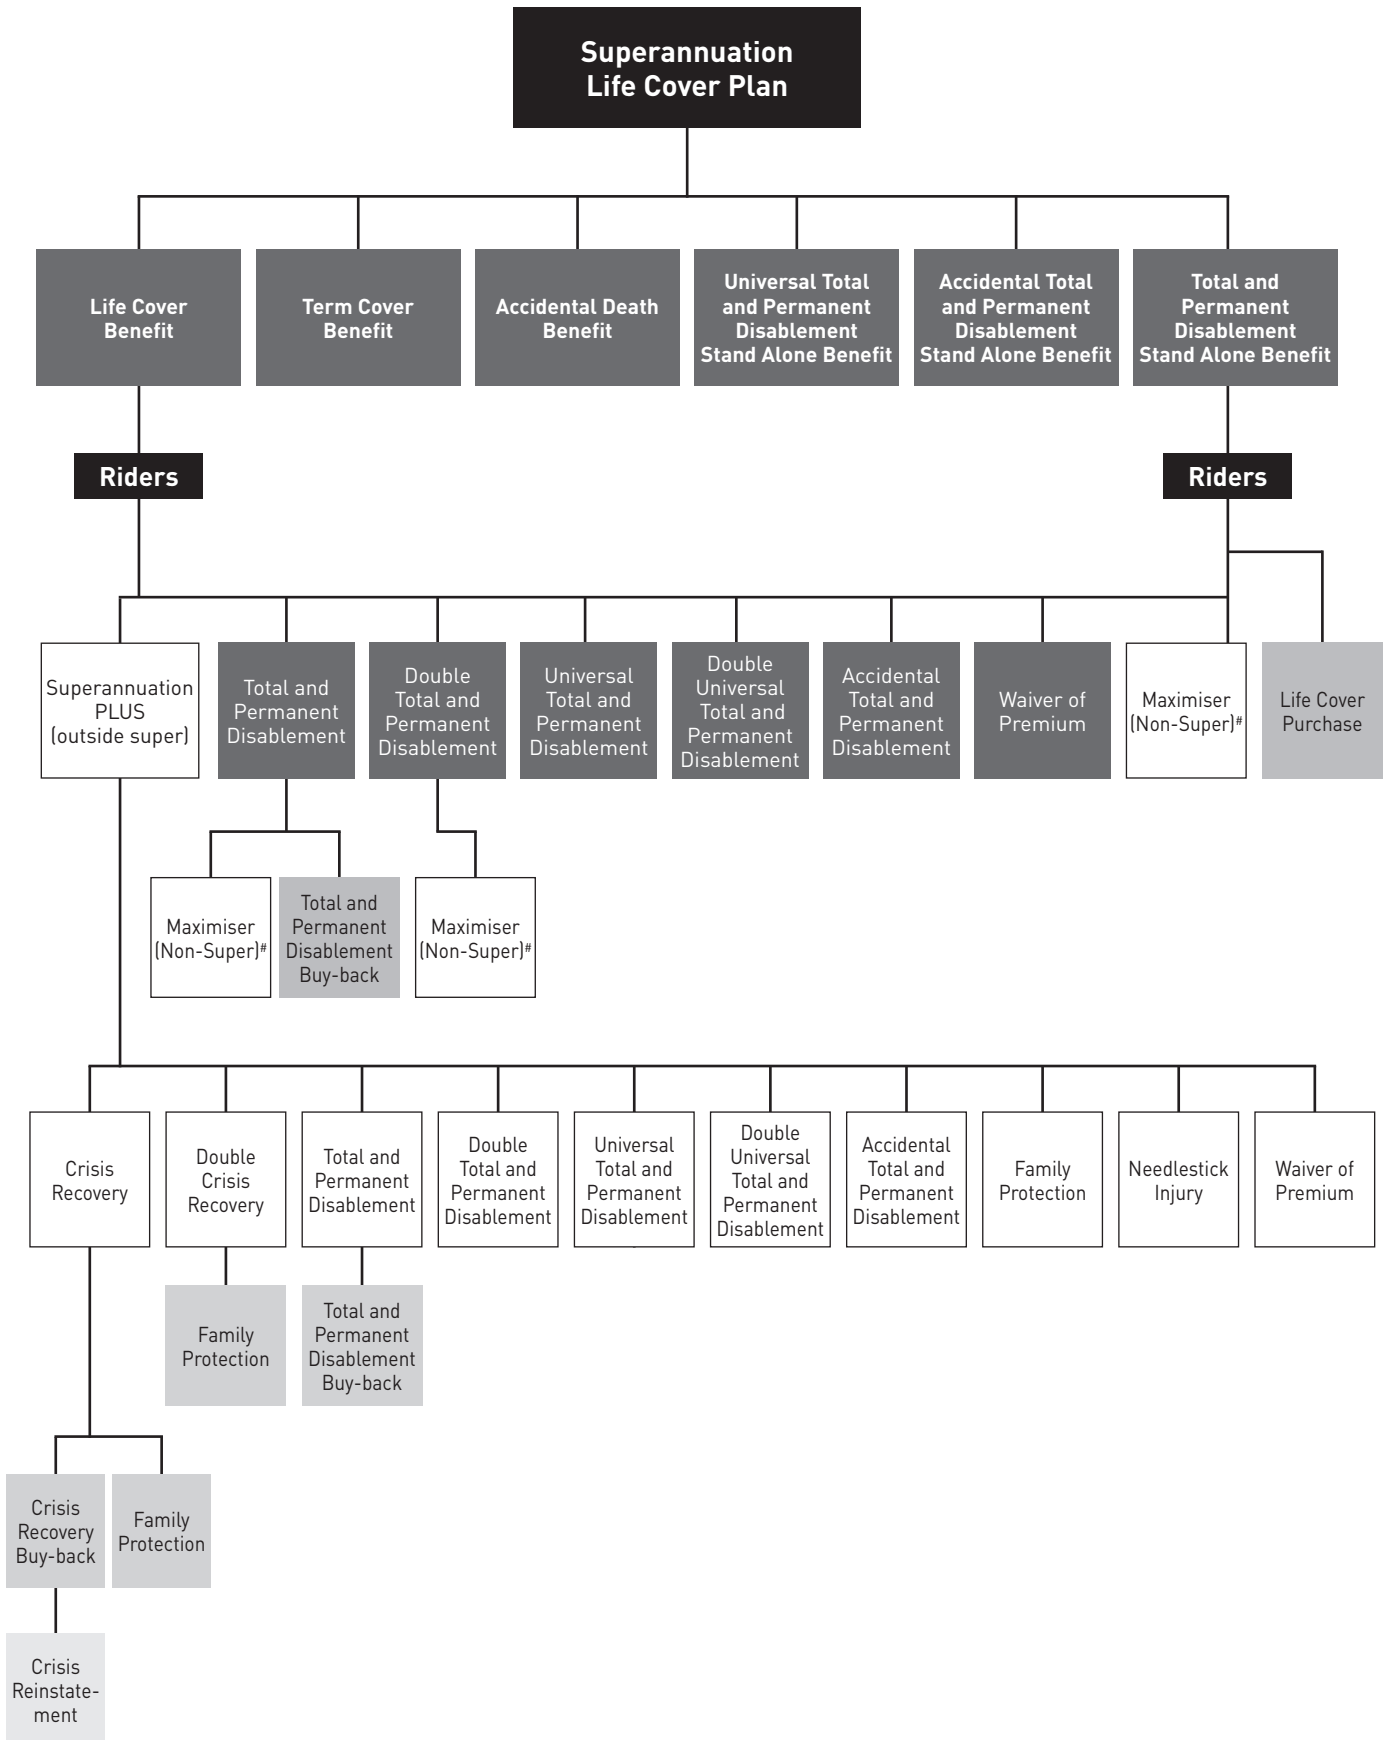 Superannuation
Life Cover Plan
Life Cover
Benefit
Term Cover
Benefit
Accidental Death
Benefit
Universal Total
and Permanent
Disablement
Stand Alone Benefit
Accidental Total
and Permanent
Disablement
Stand Alone Benefit
Total and
Permanent
Disablement
Stand Alone Benefit
Riders
Riders
Superannuation
PLUS
(outside super)
Total and
Permanent
Disablement
Double
Total and
Permanent
Disablement
Universal
Total and
Permanent
Disablement
Double
Universal
Total and
Permanent
Disablement
Accidental
Total and
Permanent
Disablement
Waiver of
Premium
Maximiser
(Non-Super)#
Life Cover
Purchase
Maximiser
(Non-Super)#
Total and
Permanent
Disablement
Buy-back
Maximiser
(Non-Super)#
Crisis
Recovery
Double
Crisis
Recovery
Total and
Permanent
Disablement
Double
Total and
Permanent
Disablement
Universal
Total and
Permanent
Disablement
Double
Universal
Total and
Permanent
Disablement
Accidental
Total and
Permanent
Disablement
Family
Protection
Needlestick
Injury
Waiver of
Premium
Family
Protection
Total and
Permanent
Disablement
Buy-back
Crisis
Recovery
Buy-back
Family
Protection
Crisis
Reinstate-
ment